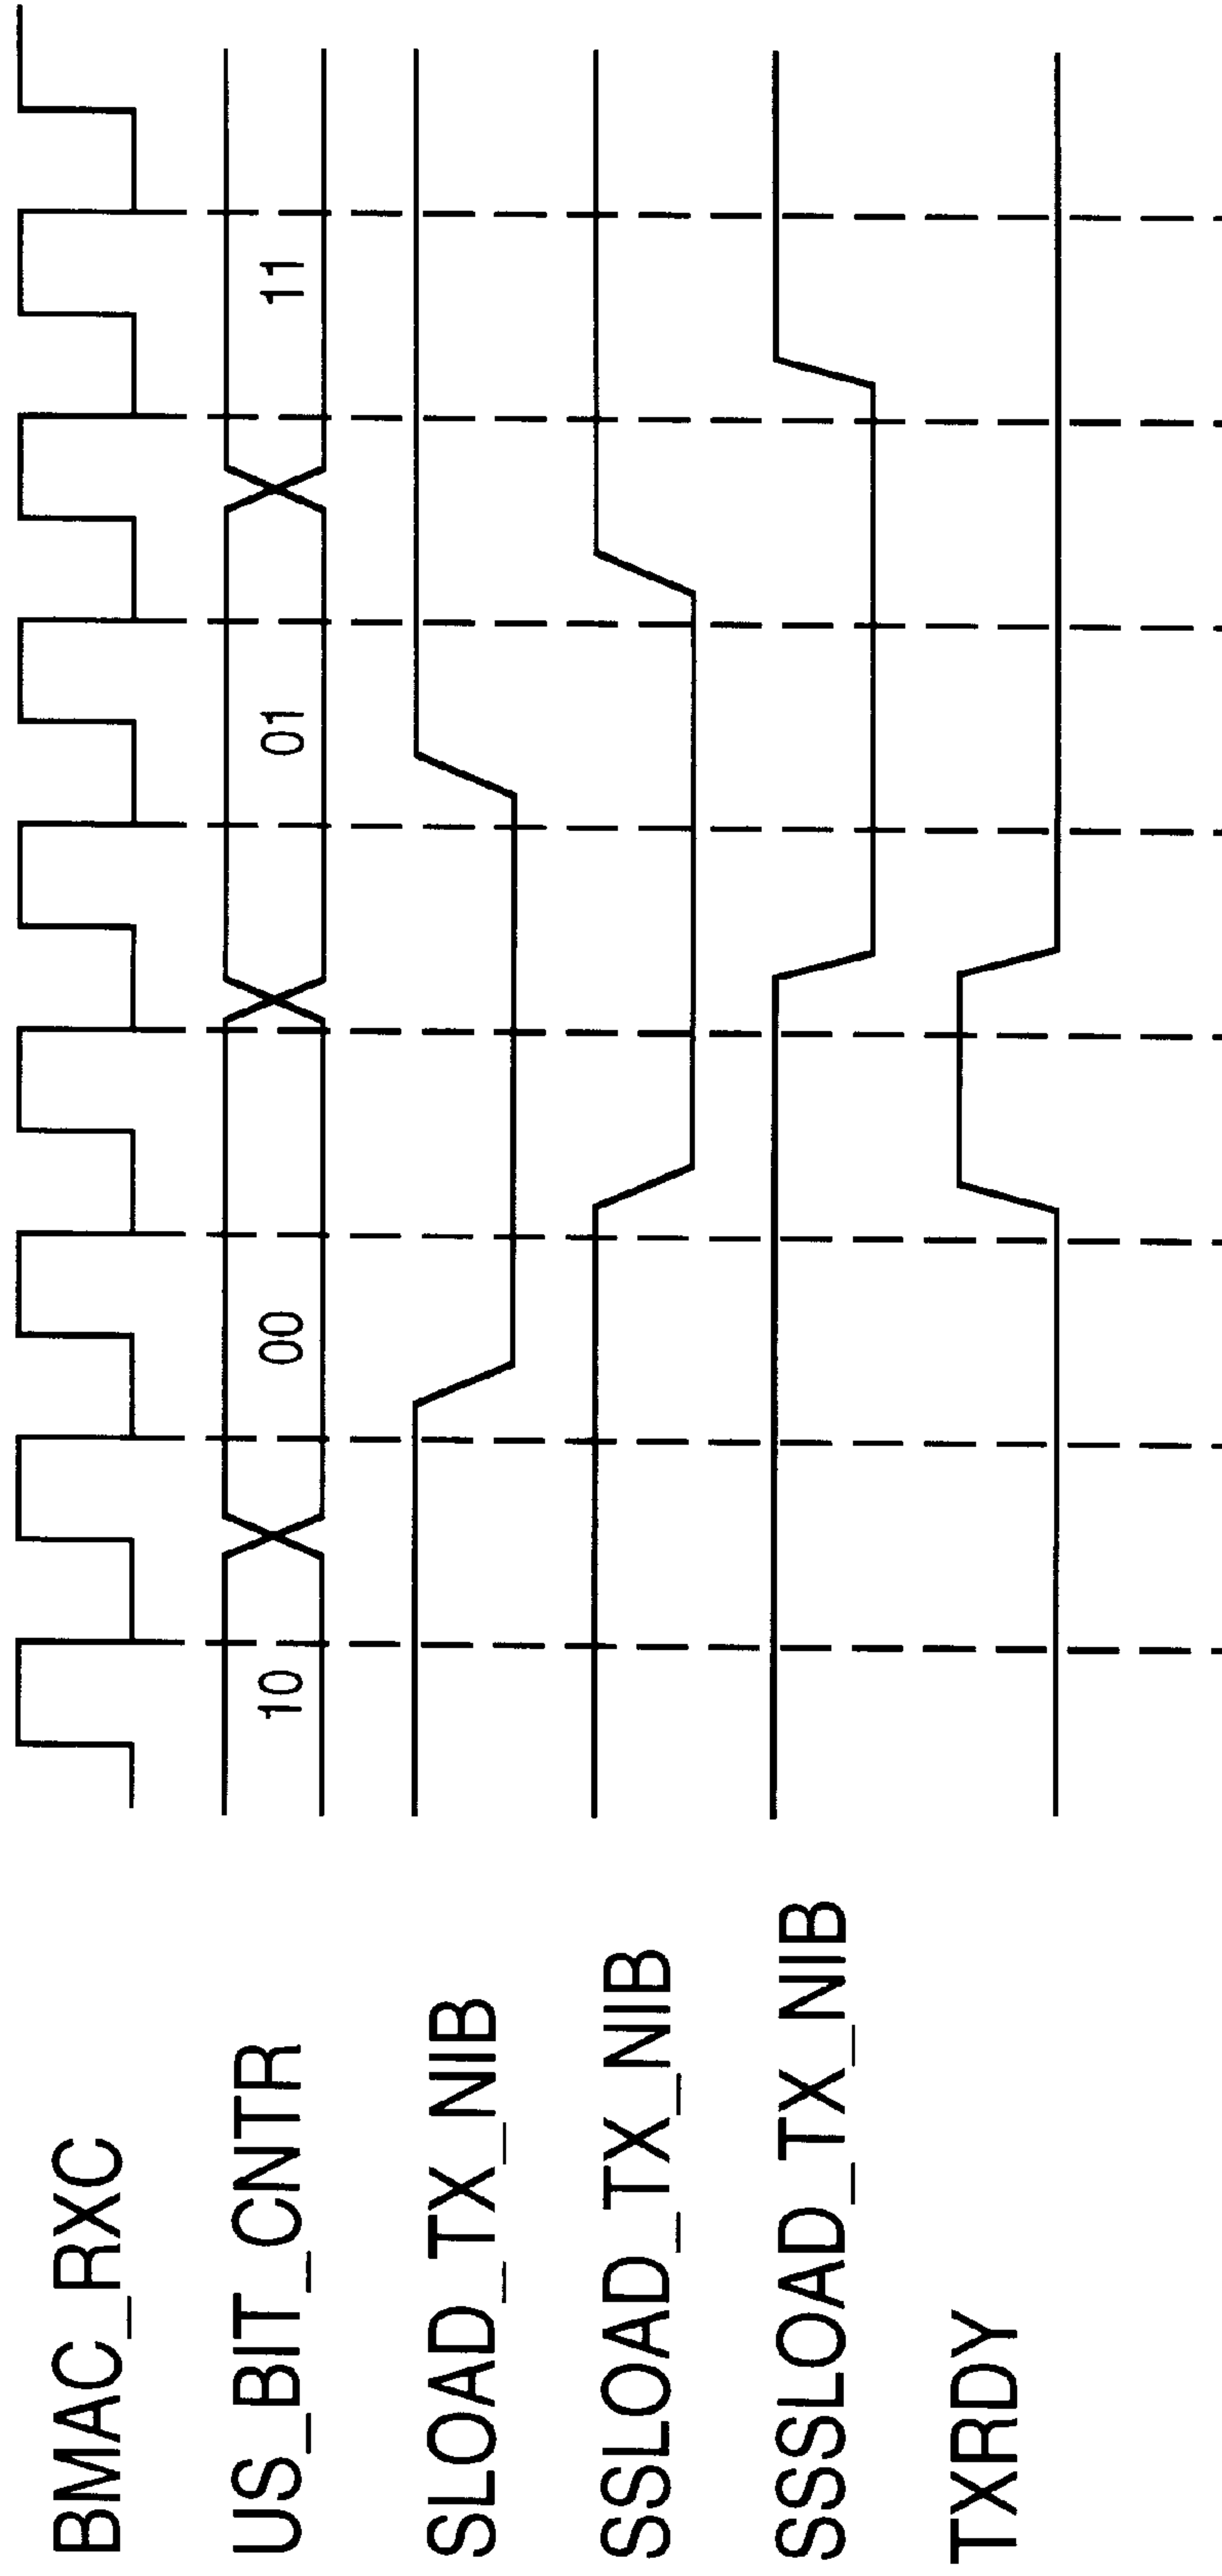 BMAC_RXC
US_BIT_CNTR
10
00
01
11
SLOAD_TX_NIB
SSLOAD_TX_NIB
SSSLOAD_TX_NIB
TXRDY